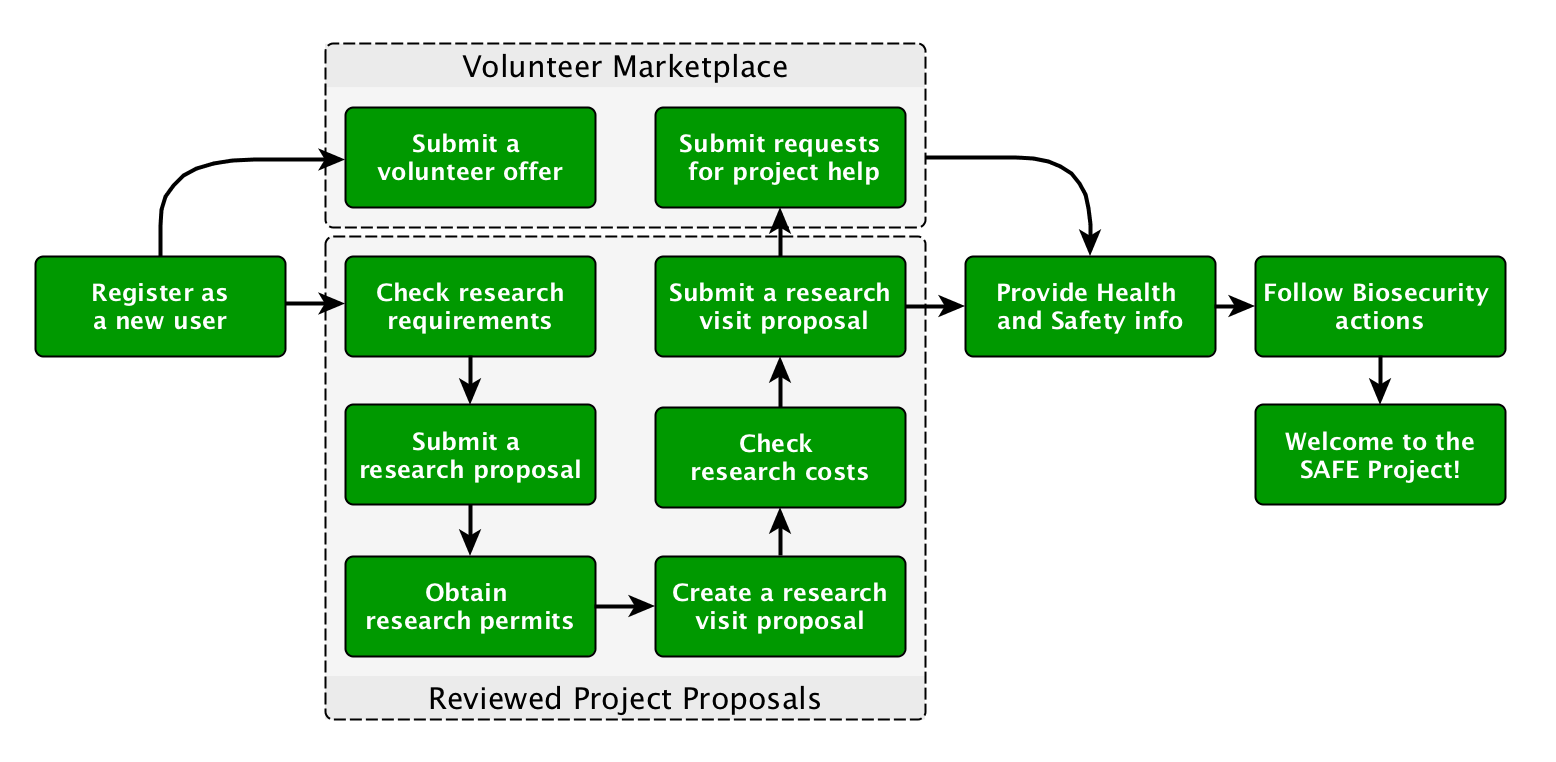 Volunteer Marketplace
Submit a
volunteer offer
Submit requests
for project help
Register as
a new user
Check research
requirements
Submit a research
visit proposal
Provide Health
and Safety info
Follow Biosecurity
actions
Submit a
research proposal
Check
research costs
Welcome to the
SAFE Project!
Obtain
research permits
Create a research
visit proposal
Reviewed Project Proposals